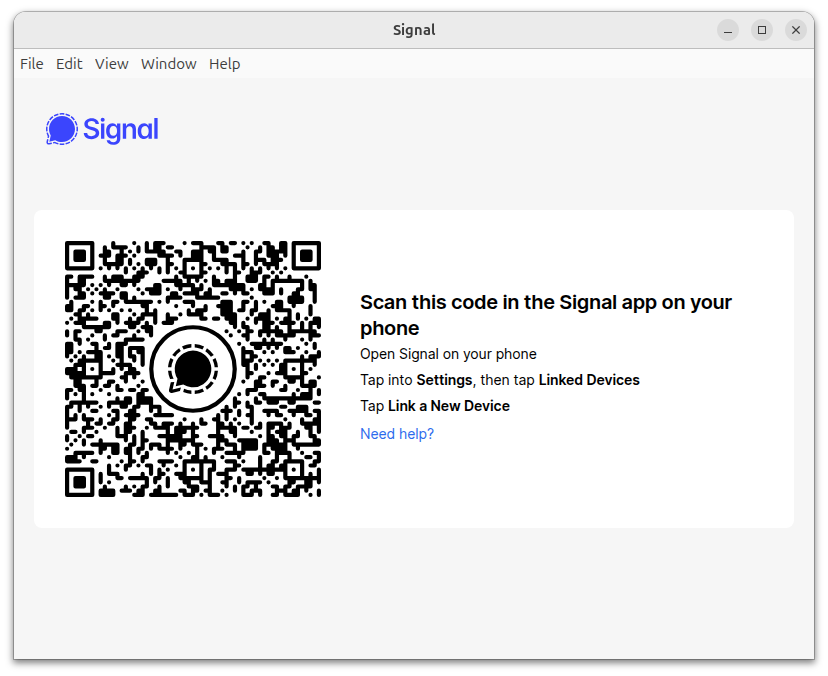 Signal
File Edit View Window Help
Signal
Scan this code in the Signal app on your
phone
Open Signal on your phone
Tap into Settings, then tap Linked Devices
Tap Link a New Device
Need help?